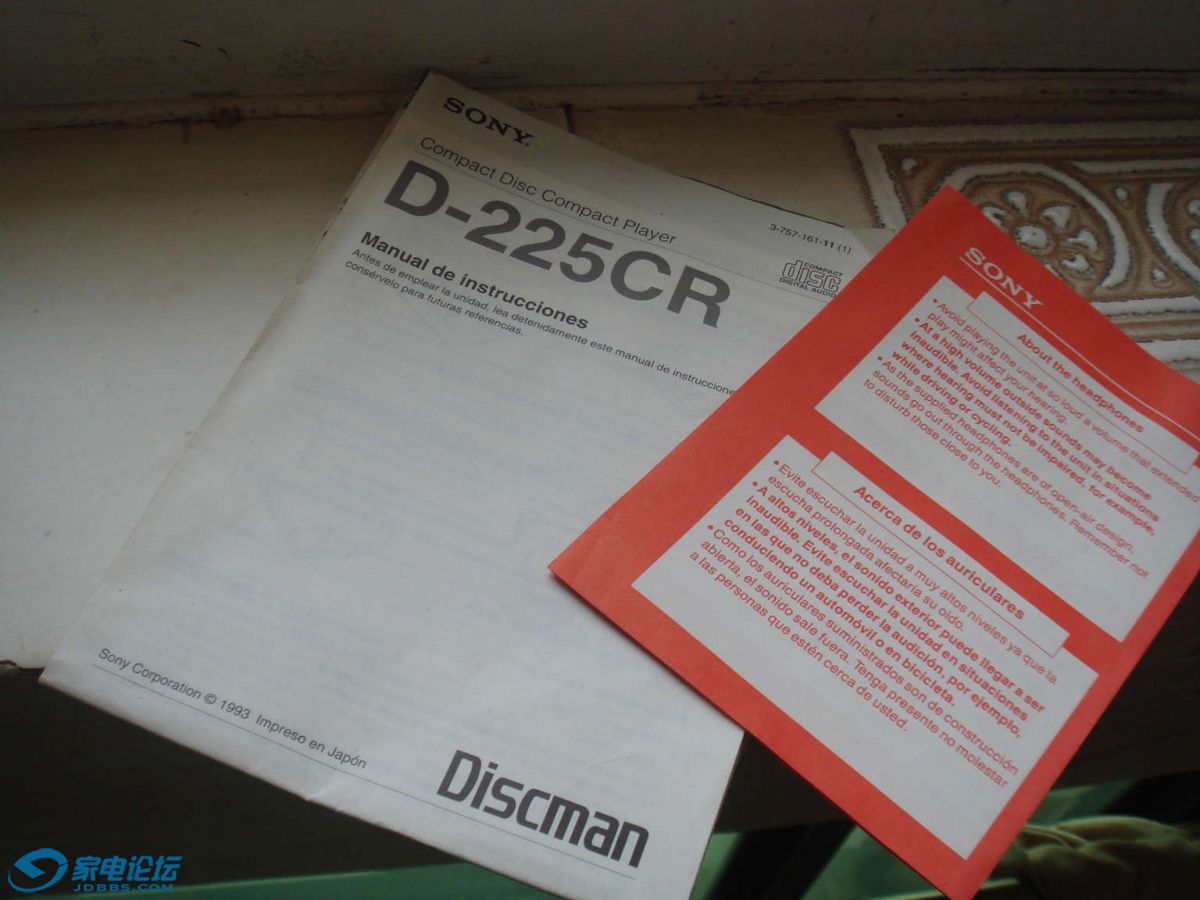 SONY.
Compact Disc Compact Player
D-225CR
3-757-161-11 (1)
COMPACT
disc
DIGITAL AUDIO
Manual de instrucciones
Antes de emplear la unidad, lea detenidamente este manual de instrucciones
consérvelo para futuras referencias.
Sony Corporation © 1993 Impreso en Japón
Discman
SONY
About the headphones
• Avoid playing the unit at so loud a volume that extended
play might affect your hearing.
• At a high volume outside sounds may become
inaudible. Avoid listening to the unit in situations
where hearing must not be impaired, for example,
while driving or cycling.
• As the supplied headphones are of open-air design,
sounds go out through the headphones. Remember not
to disturb those close to you.
Acerca de los auriculares
• Evite escuchar la unidad a muy altos niveles ya que la
escucha prolongada afectaría su oído.
• A altos niveles, el sonido exterior puede llegar a ser
inaudible. Evite escuchar la unidad en situaciones
en las que no deba perder la audición, por ejemplo,
conduciendo un automóvil o en bicicleta.
• Como los auriculares suministrados son de construcción
abierta, el sonido sale fuera. Tenga presente no molestar
a las personas que estén cerca de usted.
家电论坛
JDBBS.COM